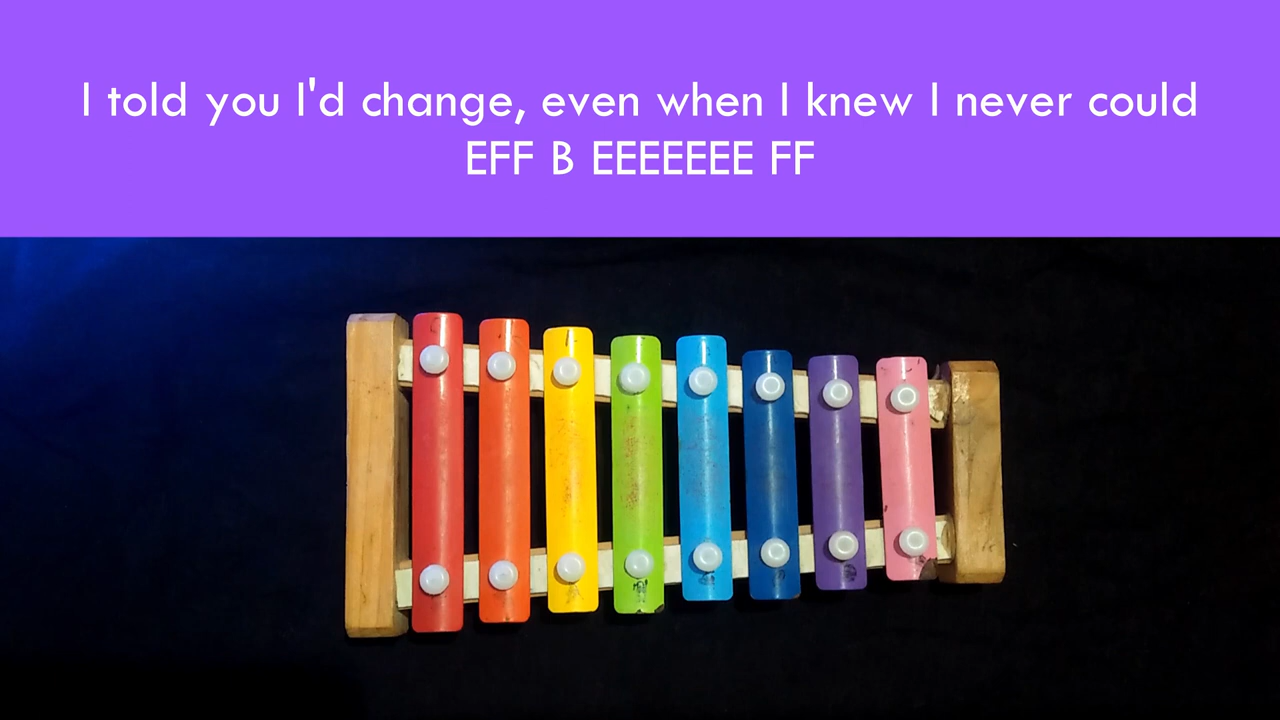 I told you I'd change, even when I knew I never could
EFF B EEEEEEE FF